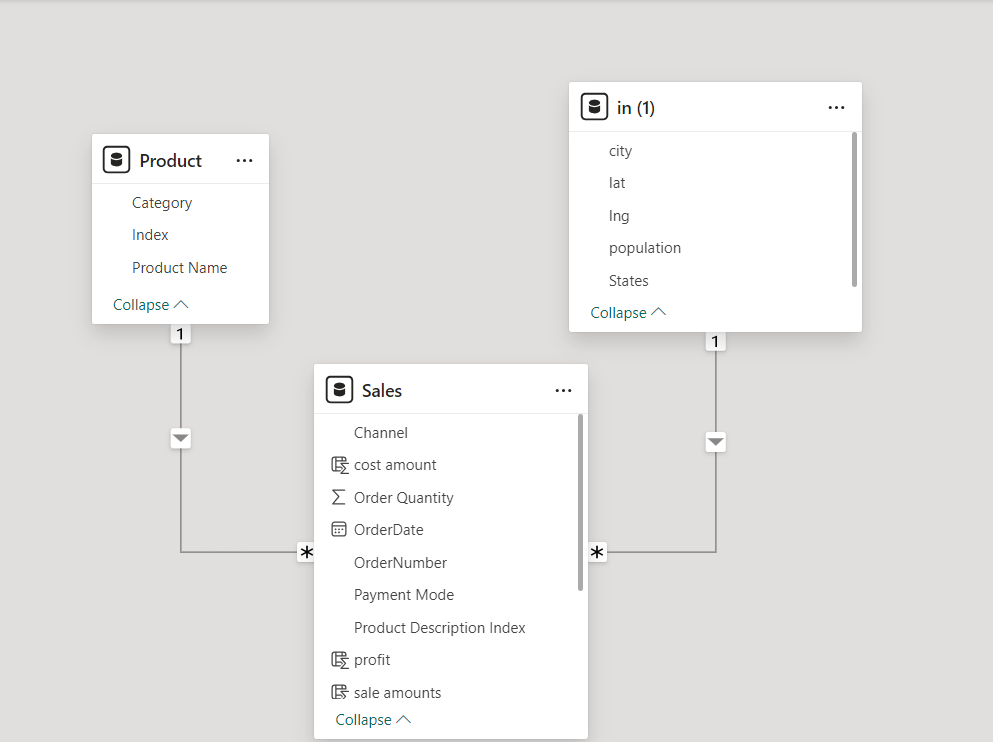 Product
...
Category
Index
Product Name
Collapse
1
in (1)
...
city
lat
lng
population
States
Collapse
1
Sales
...
Channel
cost amount
Σ Order Quantity
OrderDate
OrderNumber
Payment Mode
Product Description Index
profit
sale amounts
Collapse
*
*